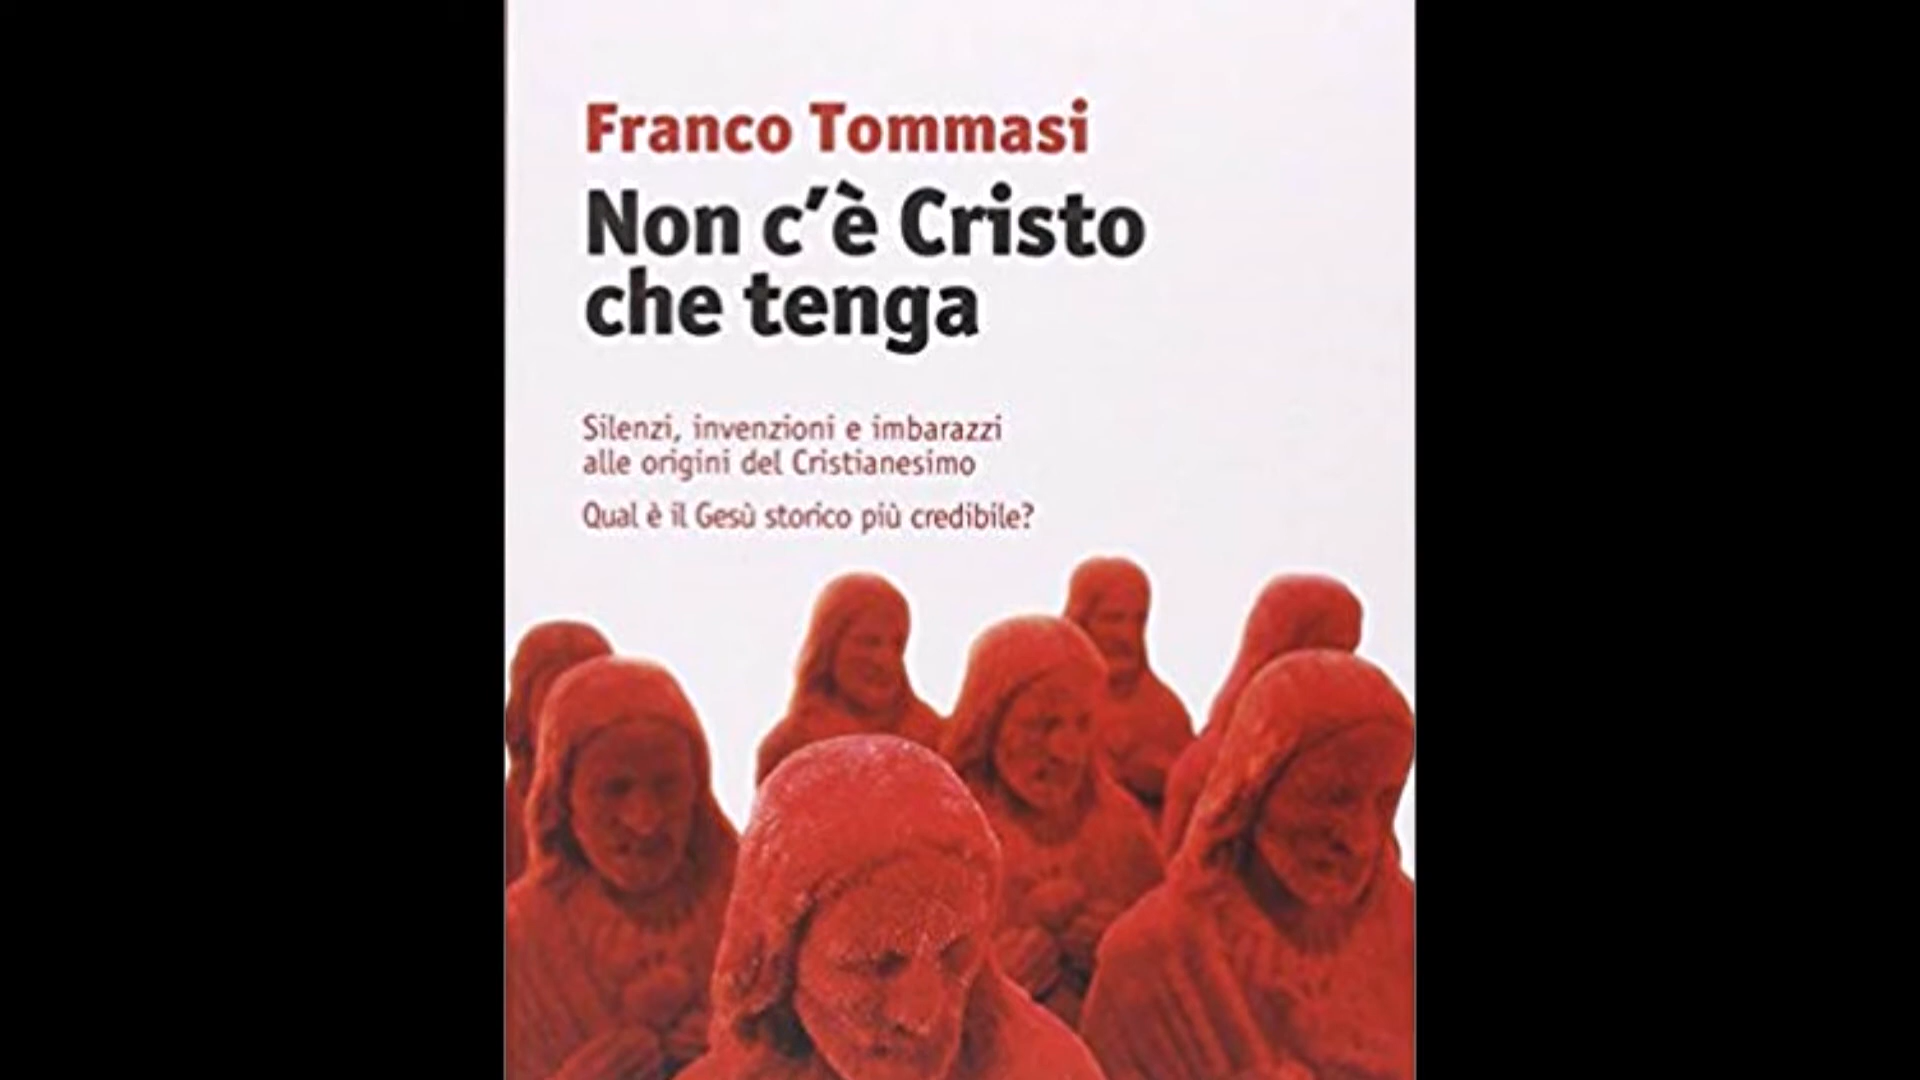 Franco Tommasi
Non c'è Cristo
che tenga
Silenzi, invenzioni e imbarazzi
alle origini del Cristianesimo
Qual è il Gesù storico più credibile?